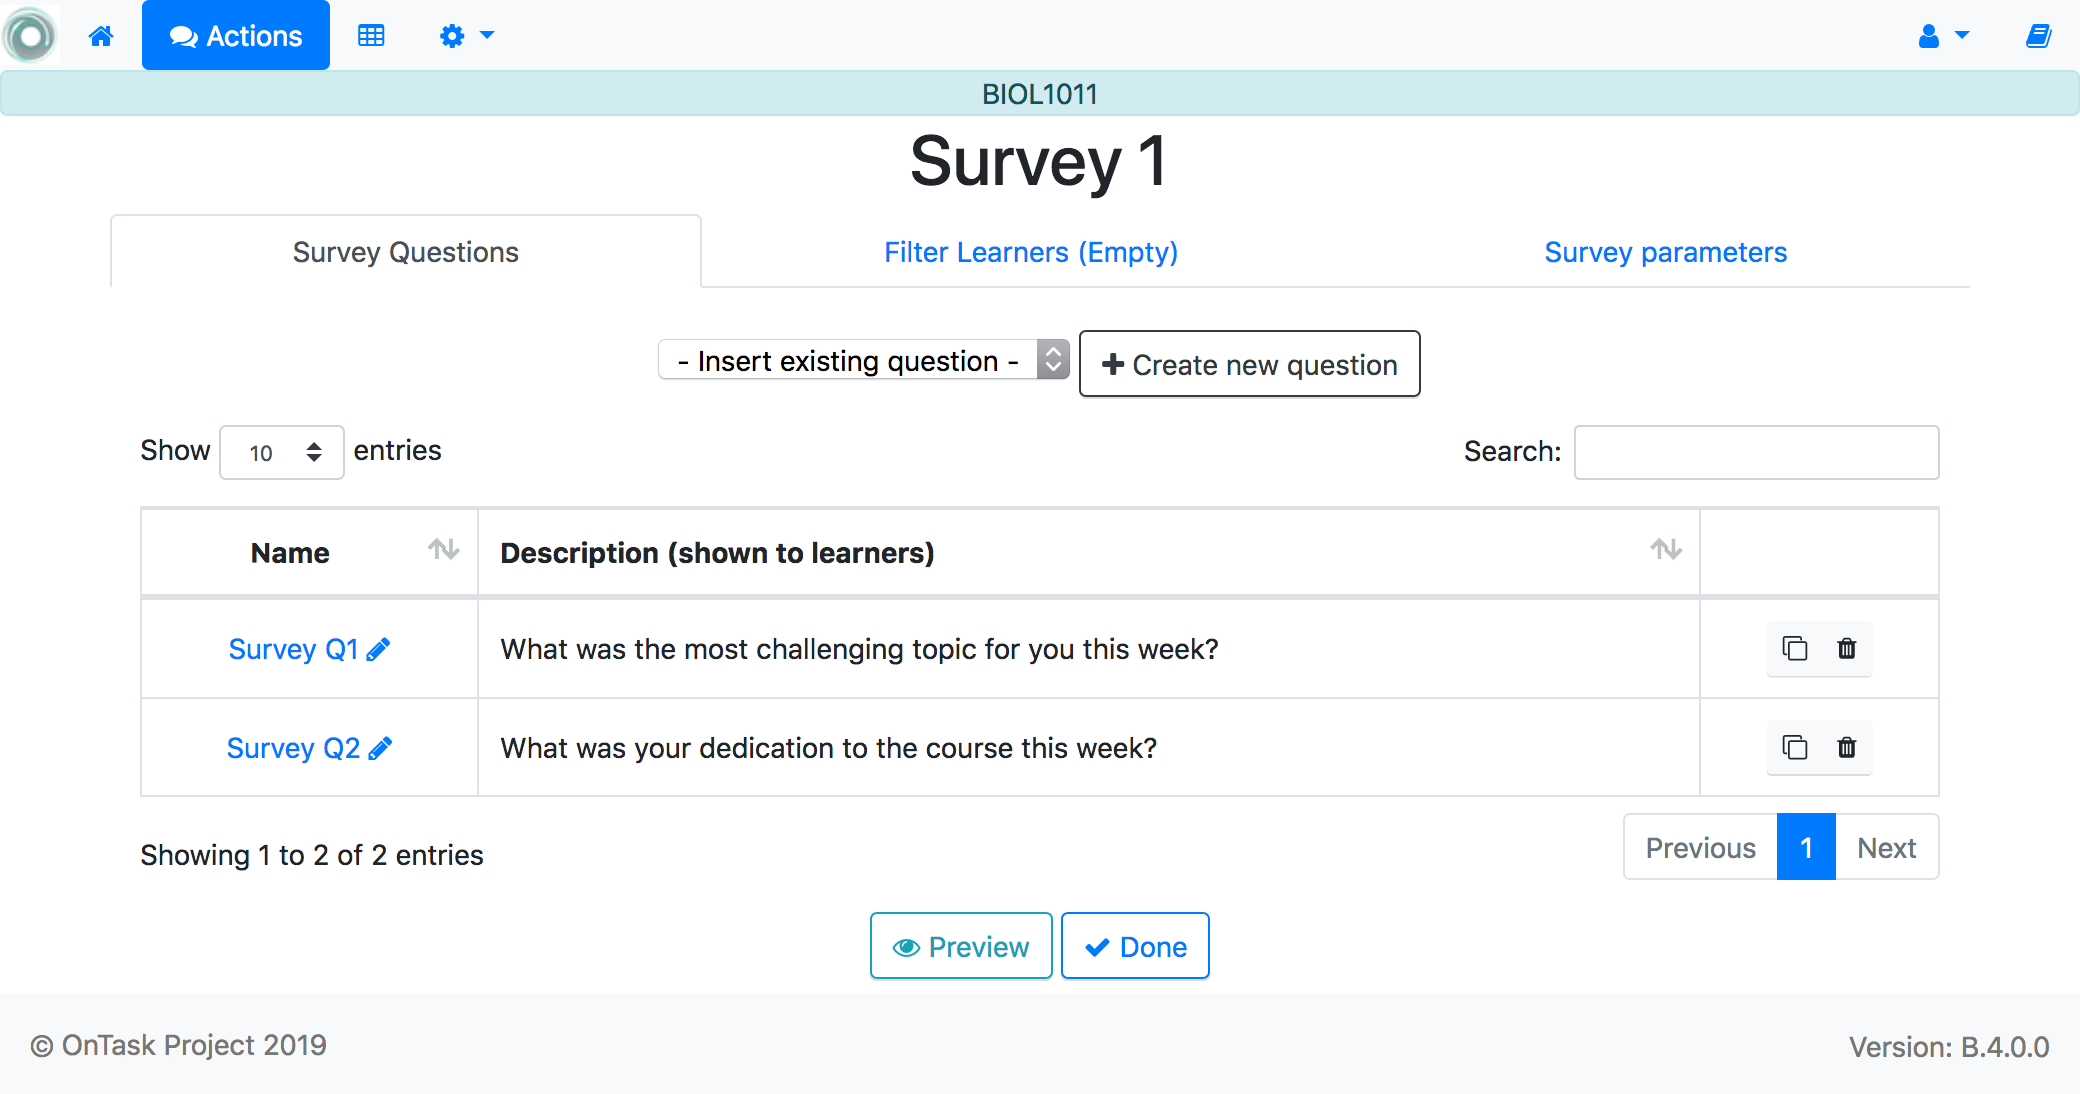 Actions
BIOL1011
Survey 1
Survey Questions
Filter Learners (Empty)
Survey parameters
- Insert existing question -
Create new question
Show 10 entries
Search:
Name
Description (shown to learners)
Survey Q1
What was the most challenging topic for you this week?
Survey Q2
What was your dedication to the course this week?
Showing 1 to 2 of 2 entries
Previous 1 Next
Preview
Done
© OnTask Project 2019
Version: B.4.0.0